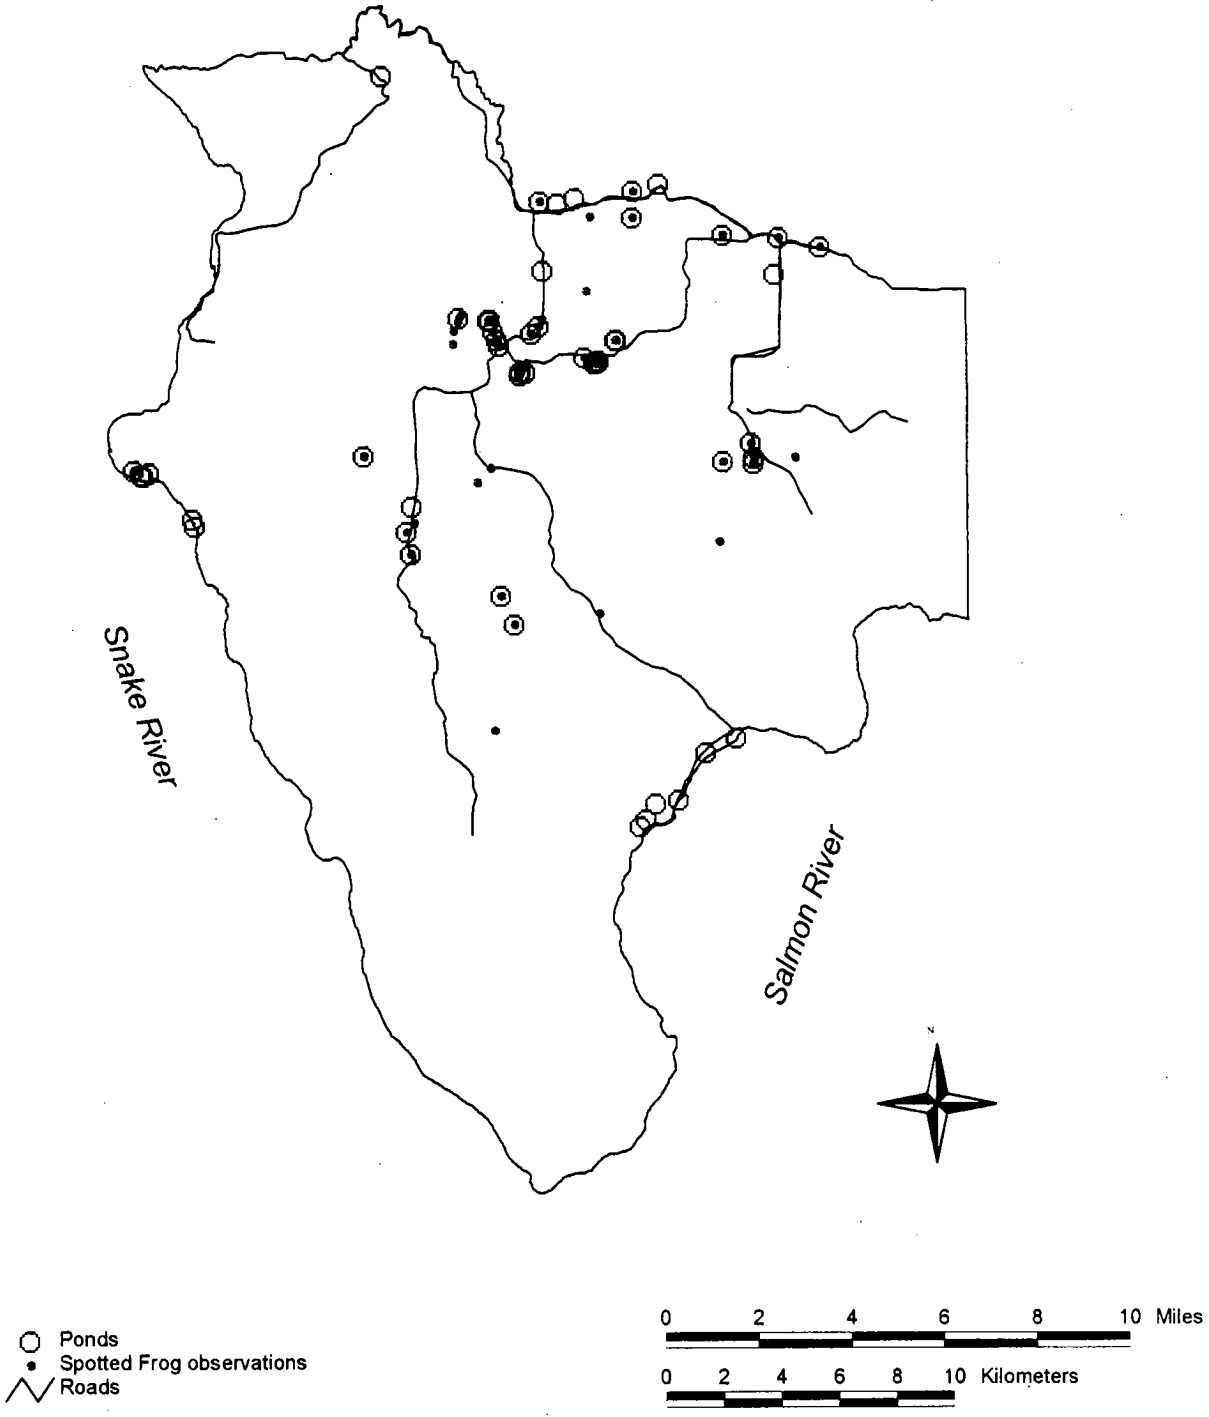 Snake River
Salmon River
N
0 2 4 6 8 10 Miles
0 2 4 6 8 10 Kilometers
Ponds
Spotted Frog observations
Roads